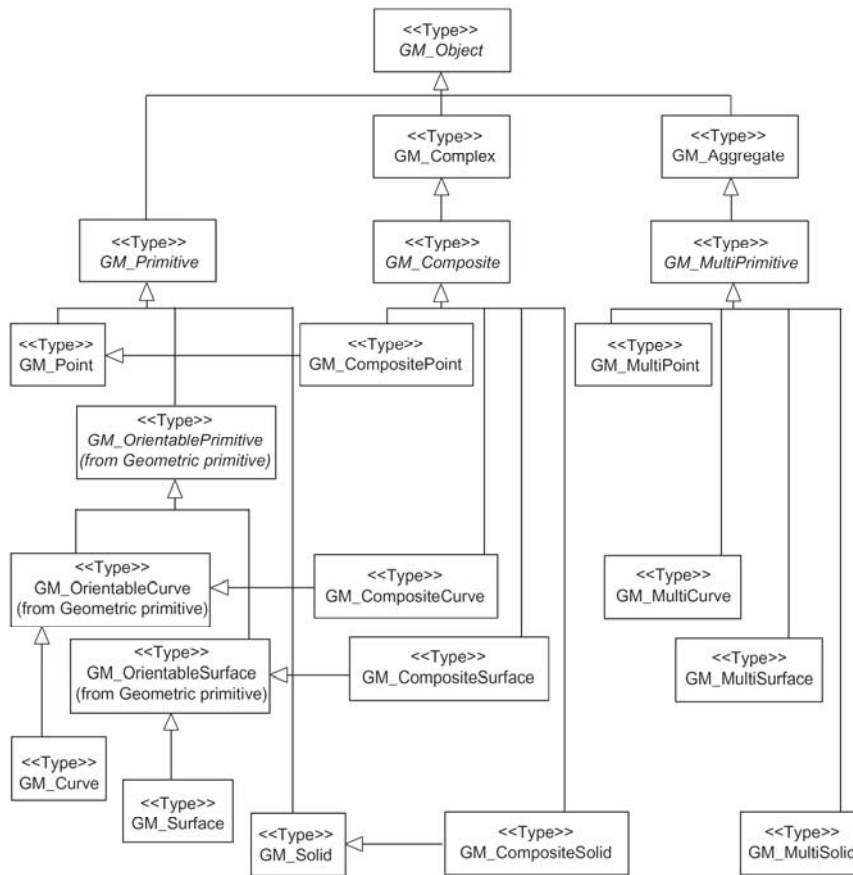 <<Type>>
GM_Object
<<Type>>
GM_Complex
<<Type>>
GM_Aggregate
<<Type>>
GM_Primitive
<<Type>>
GM_Composite
<<Type>>
GM_MultiPrimitive
<<Type>>
GM_Point
<<Type>>
GM_CompositePoint
<<Type>>
GM_MultiPoint
<<Type>>
GM_OrientablePrimitive
(from Geometric primitive)
<<Type>>
GM_OrientableCurve
(from Geometric primitive)
<<Type>>
GM_CompositeCurve
<<Type>>
GM_MultiCurve
<<Type>>
GM_OrientableSurface
(from Geometric primitive)
<<Type>>
GM_CompositeSurface
<<Type>>
GM_MultiSurface
<<Type>>
GM_Curve
<<Type>>
GM_Surface
<<Type>>
GM_Solid
<<Type>>
GM_CompositeSolid
<<Type>>
GM_MultiSolid